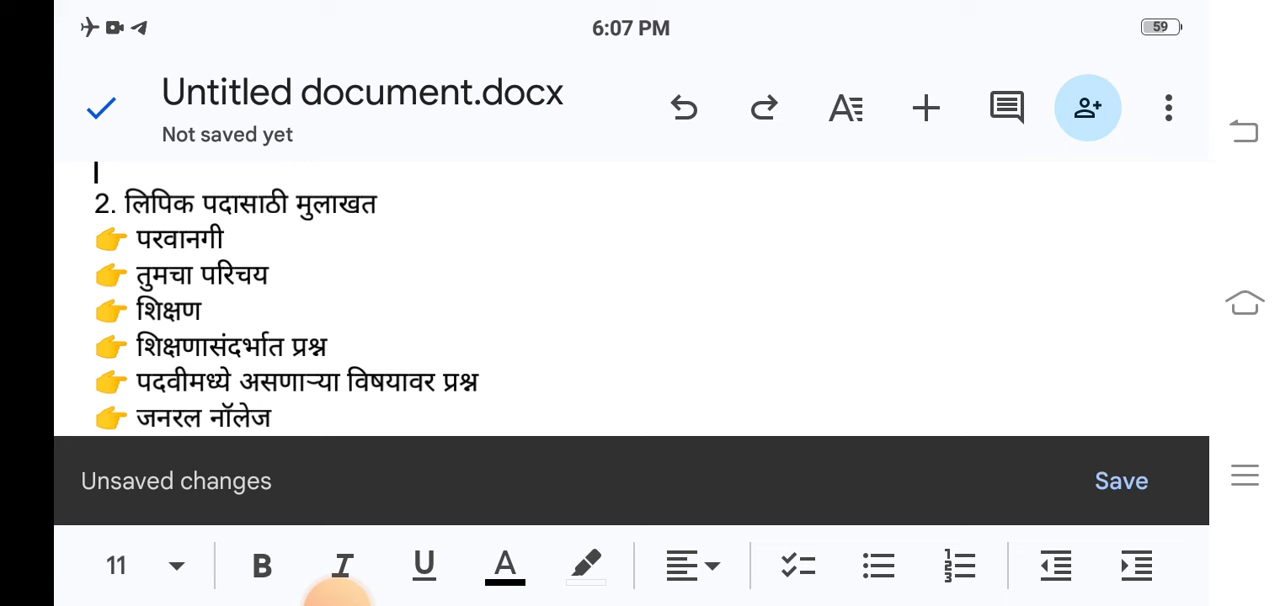 6:07 PM
59
Untitled document.docx
Not saved yet
2. लिपिक पदासाठी मुलाखत
👉 परवानगी
👉 तुमचा परिचय
👉 शिक्षण
👉 शिक्षणासंदर्भात प्रश्न
👉 पदवीमध्ये असणाऱ्या विषयावर प्रश्न
👉 जनरल नॉलेज
Unsaved changes
Save
11
B I U A